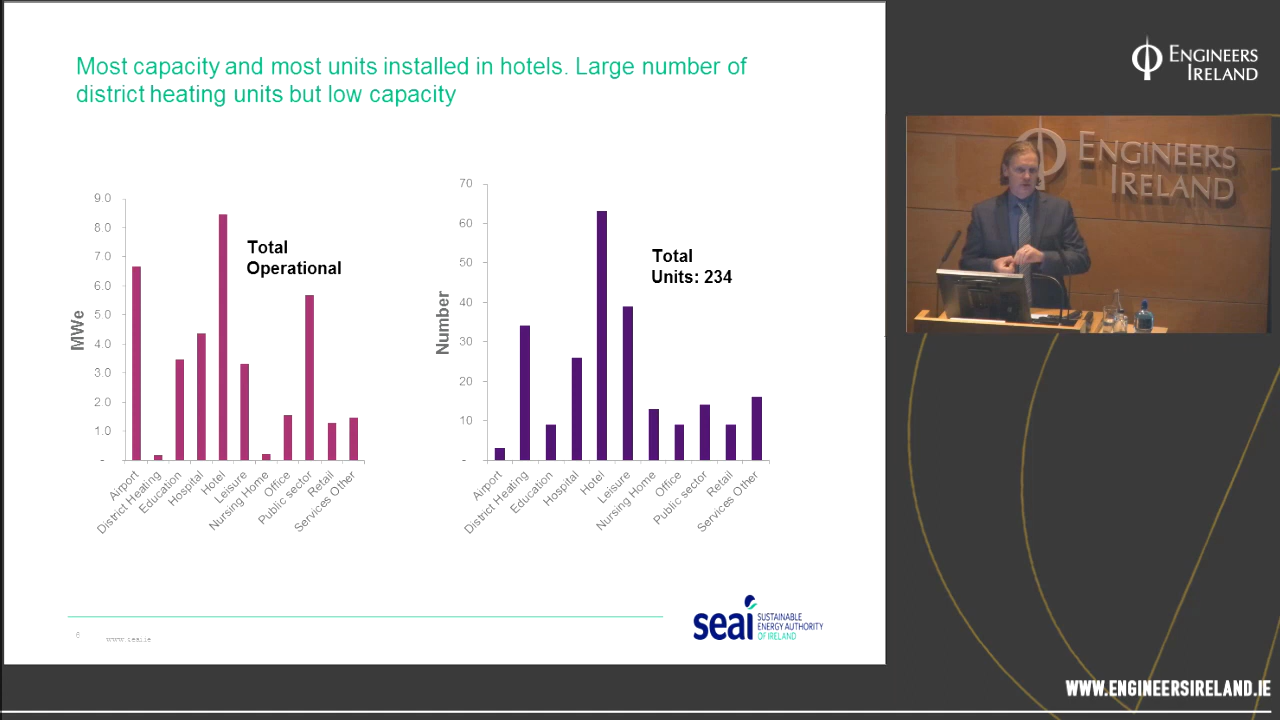 Most capacity and most units installed in hotels. Large number of
district heating units but low capacity
MWe
9.0
8.0
7.0
6.0
5.0
4.0
3.0
2.0
1.0
-
Total
Operational
Airport
District Heating
Education
Hospital
Hotel
Leisure
Nursing Home
Office
Public sector
Retail
Services Other
Number
70
60
50
40
30
20
10
-
Total
Units: 234
Airport
District Heating
Education
Hospital
Hotel
Leisure
Nursing Home
Office
Public sector
Retail
Services Other
6
www.seai.ie
seai
SUSTAINABLE
ENERGY AUTHORITY
OF IRELAND
ENGINEERS
IRELAND
ENGINEERS
IRELAND
WWW.ENGINEERSIRELAND.IE